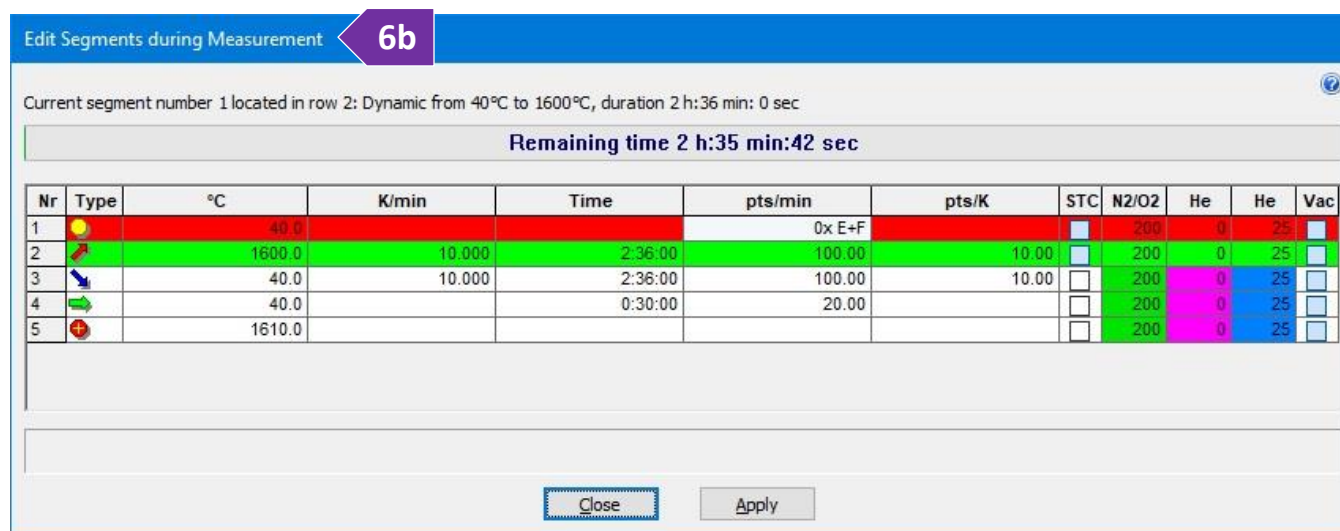 Edit Segments during Measurement 6b
Current segment number 1 located in row 2: Dynamic from 40°C to 1600°C, duration 2 h:36 min: 0 sec
Remaining time 2 h:35 min:42 sec
Nr Type °C K/min Time pts/min pts/K STC N2/O2 He He Vac
1 40.0 0x E+F 200 0 25
2 1600.0 10.000 2:36:00 100.00 10.00 200 0 25
3 40.0 10.000 2:36:00 100.00 10.00 200 0 25
4 40.0 0:30:00 20.00 200 0 25
5 1610.0 200 0 25
Close Apply